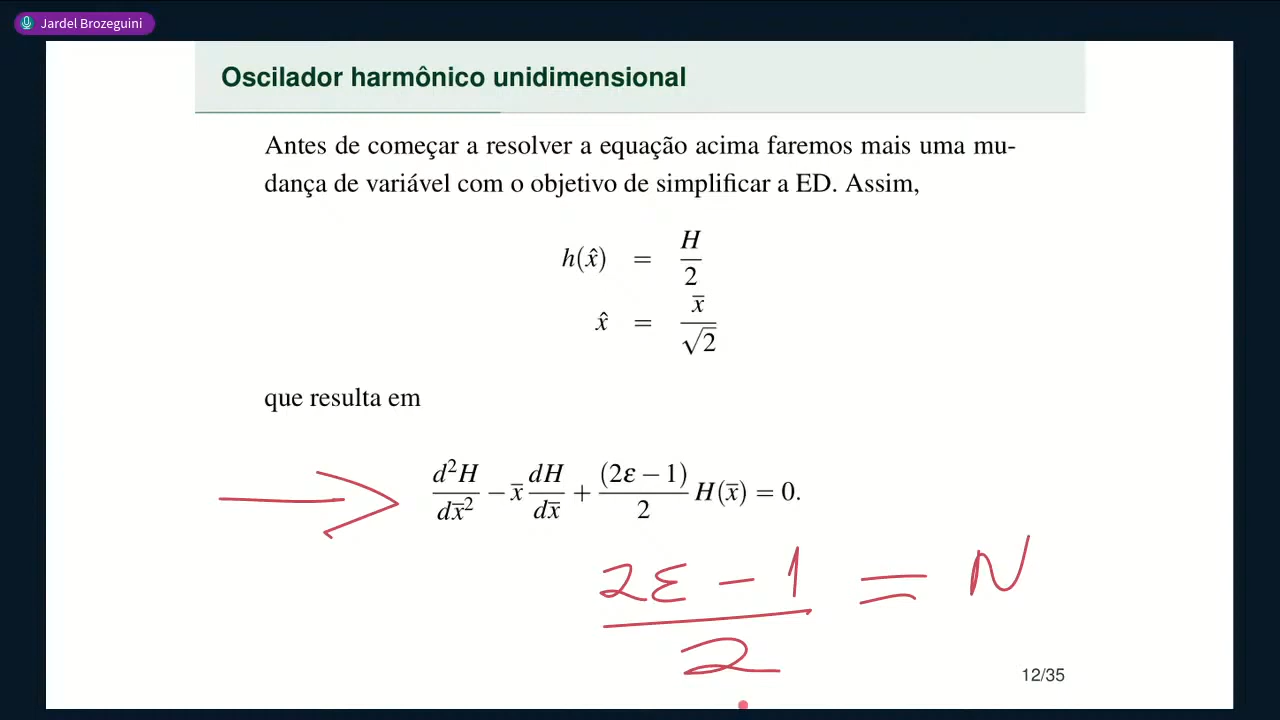 Jardel Brozeguini
Oscilador harmônico unidimensional
Antes de começar a resolver a equação acima faremos mais uma mu-
dança de variável com o objetivo de simplificar a ED. Assim,
h(x̂) = H/2
x̂ = x̅/√2
que resulta em
d²H/dx̅² − x̅ dH/dx̅ + (2ε − 1)/2 H(x̅) = 0.
(2ε − 1)/2 = N
12/35